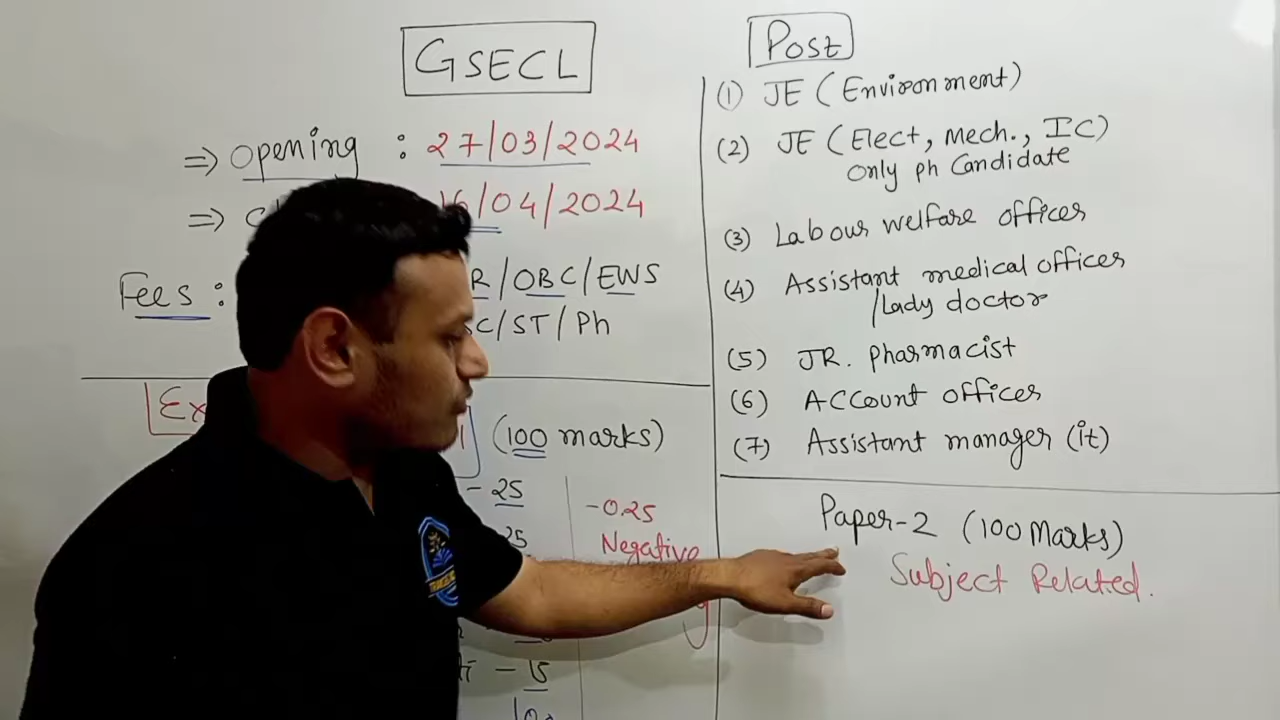 GSECL
⇒ opening : 27/03/2024
⇒ 16/04/2024
Fees : R/OBC/EWS
SC/ST/Ph
Ex
(100 marks)
- 25
25
- 15
100
-0.25
Negative
Post
(1) JE (Environment)
(2) JE (Elect, Mech., IC)
Only ph Candidate
(3) Labour welfare officer
(4) Assistant medical officer
/Lady doctor
(5) JR. pharmacist
(6) Account officer
(7) Assistant manager (it)
Paper-2 (100 Marks)
Subject Related.